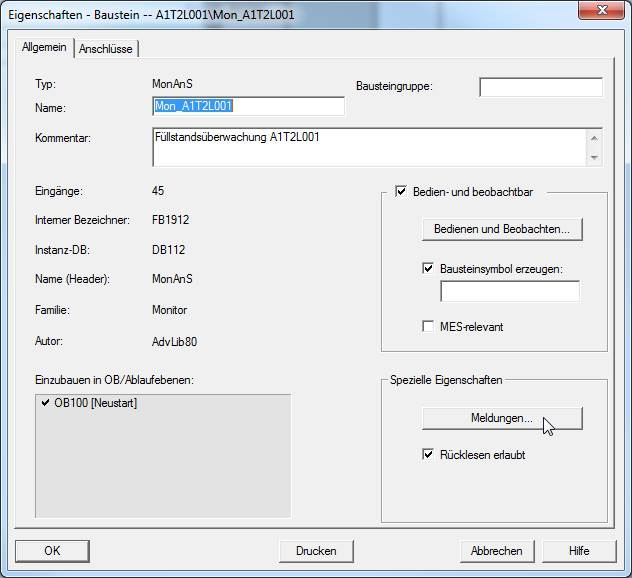 Eigenschaften - Baustein -- A1T2L001\Mon_A1T2L001
Allgemein Anschlüsse
Typ: MonAnS Bausteingruppe:
Name: Mon_A1T2L001
Kommentar: Füllstandsüberwachung A1T2L001
Eingänge: 45
Interner Bezeichner: FB1912
Instanz-DB: DB112
Name (Header): MonAnS
Familie: Monitor
Autor: AdvLib80
Einzubauen in OB/Ablaufebenen:
OB100 [Neustart]
Bedien- und beobachtbar
Bedienen und Beobachten...
Bausteinsymbol erzeugen:
MES-relevant
Spezielle Eigenschaften
Meldungen...
Rücklesen erlaubt
OK Drucken Abbrechen Hilfe